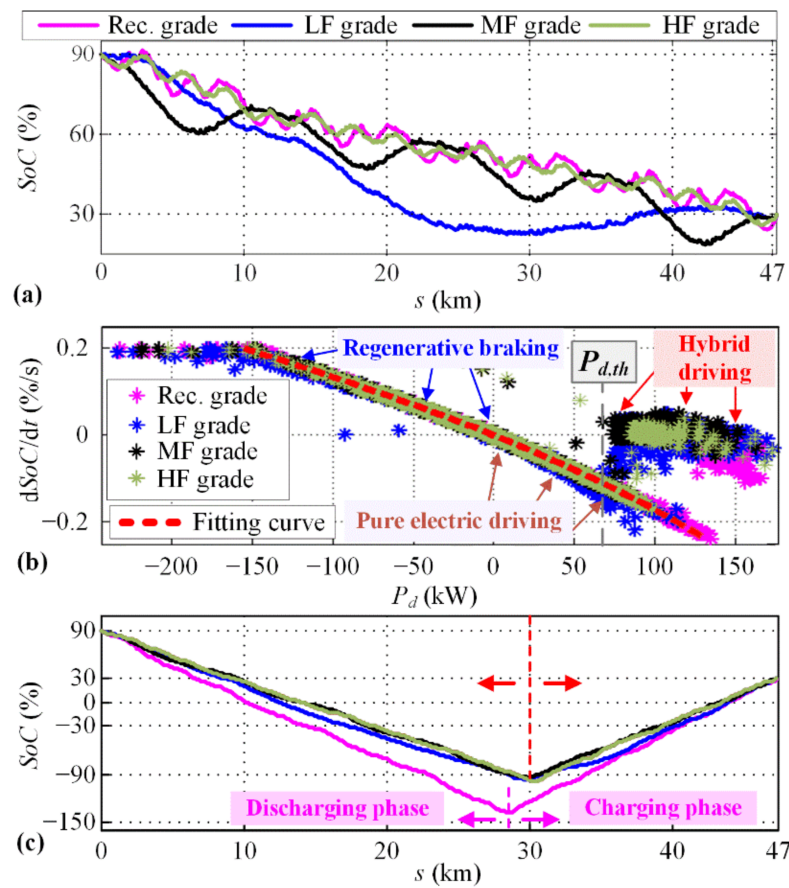 Rec. grade LF grade MF grade HF grade
90
60
30
SoC (%)
0 10 20 30 40 47
s (km)
(a)
0.2
0
−0.2
dSoC/dt (%/s)
Regenerative braking
P_d,th
Hybrid
driving
Rec. grade
LF grade
MF grade
HF grade
Fitting curve
Pure electric driving
−200 −150 −100 −50 0 50 100 150
P_d (kW)
(b)
90
30
0
−30
−90
−150
SoC (%)
Discharging phase
Charging phase
0 10 20 30 40 47
s (km)
(c)